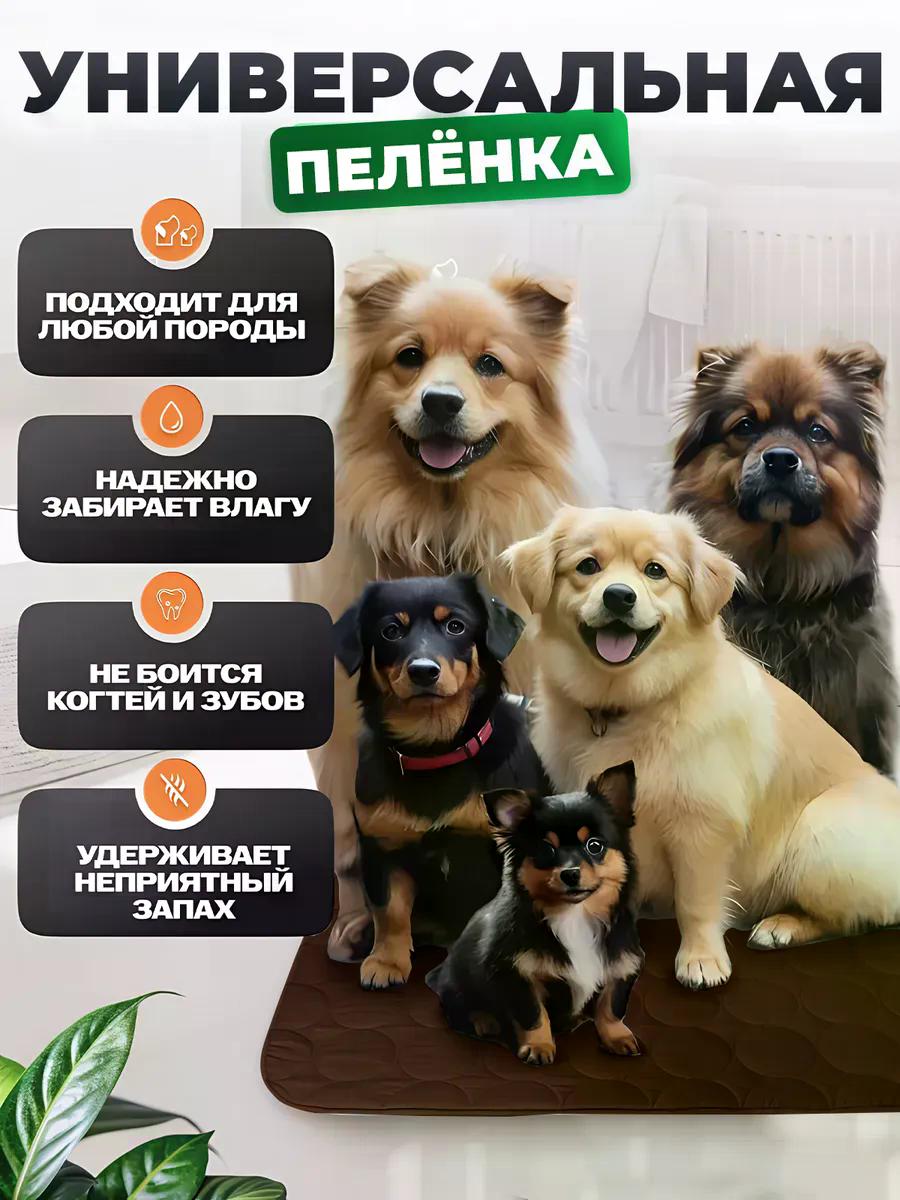 УНИВЕРСАЛЬНАЯ
ПЕЛЁНКА
ПОДХОДИТ ДЛЯ
ЛЮБОЙ ПОРОДЫ
НАДЕЖНО
ЗАБИРАЕТ ВЛАГУ
НЕ БОИТСЯ
КОГТЕЙ И ЗУБОВ
УДЕРЖИВАЕТ
НЕПРИЯТНЫЙ
ЗАПАХ